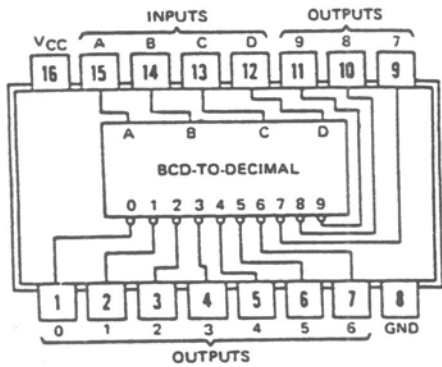 INPUTS OUTPUTS
VCC A B C D 9 8 7
16 15 14 13 12 11 10 9
A B C D
BCD-TO-DECIMAL
0 1 2 3 4 5 6 7 8 9
1 2 3 4 5 6 7 8
0 1 2 3 4 5 6 GND
OUTPUTS